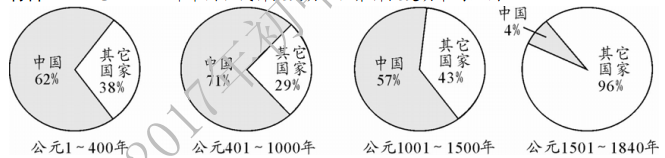 中国
62%
其它
国家
38%
公元1~400年
中国
71%
其它
国家
29%
公元401~1000年
中国
57%
其它
国家
43%
公元1001~1500年
中国
4%
其它
国家
96%
公元1501~1840年